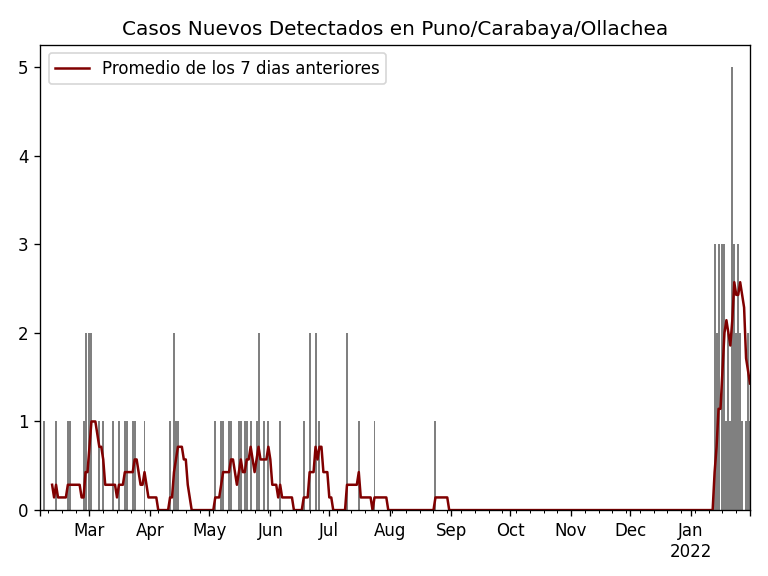 Casos Nuevos Detectados en Puno/Carabaya/Ollachea
Promedio de los 7 dias anteriores
5
4
3
2
1
0
Mar Apr May Jun Jul Aug Sep Oct Nov Dec Jan
2022